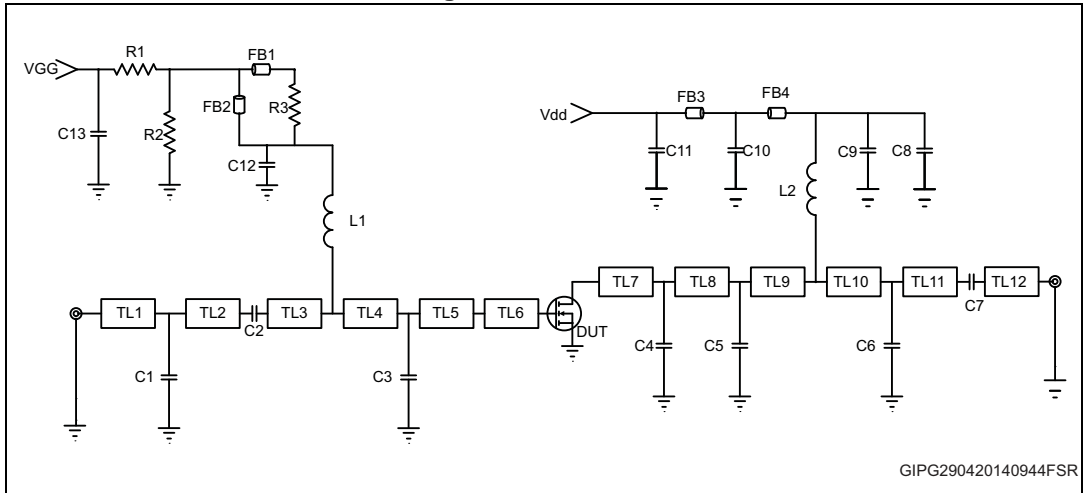 VGG
R1
FB1
FB2
R3
C13
R2
C12
L1
Vdd
FB3
FB4
C11
C10
C9
C8
L2
TL1
TL2
C2
TL3
TL4
TL5
TL6
DUT
TL7
TL8
TL9
TL10
TL11
C7
TL12
C1
C3
C4
C5
C6
GIPG290420140944FSR